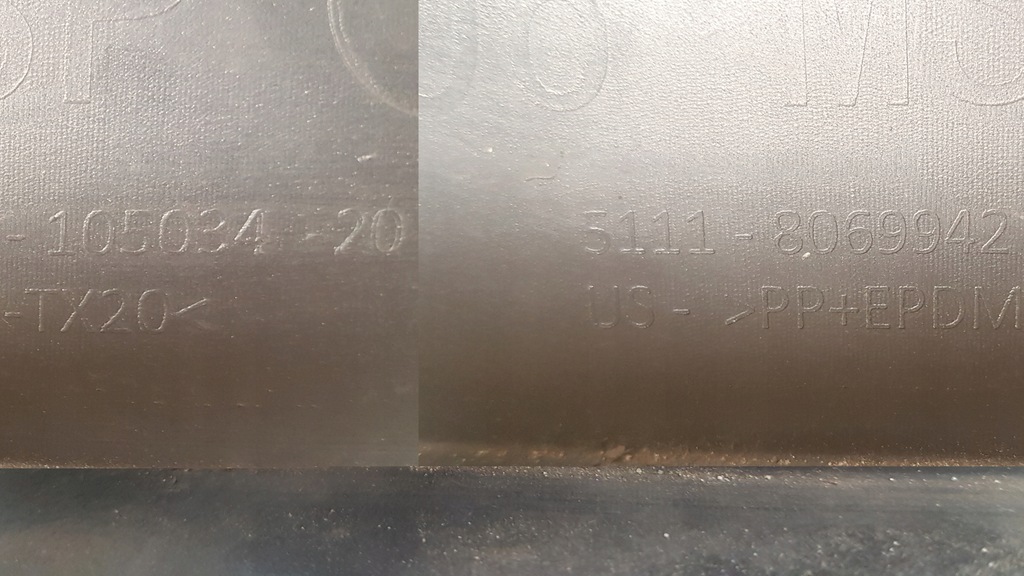 - 105034 - 20
-TX20<
5111 - 8069942
US - >PP+EPDM